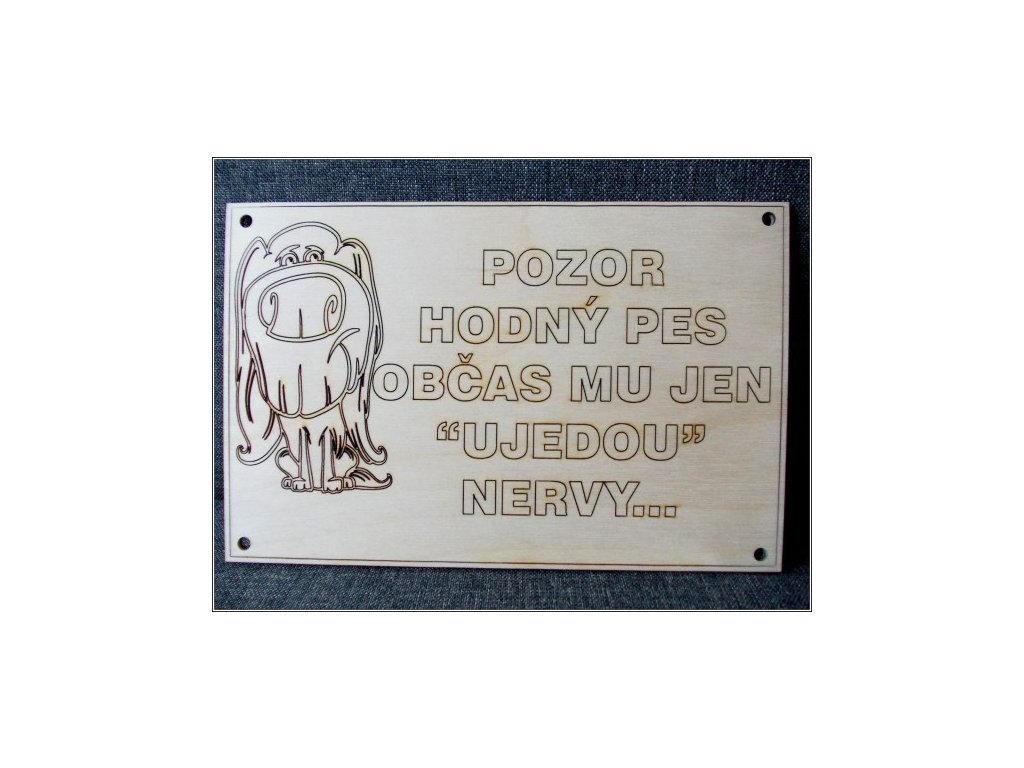 POZOR
HODNÝ PES
OBČAS MU JEN
“UJEDOU”
NERVY...